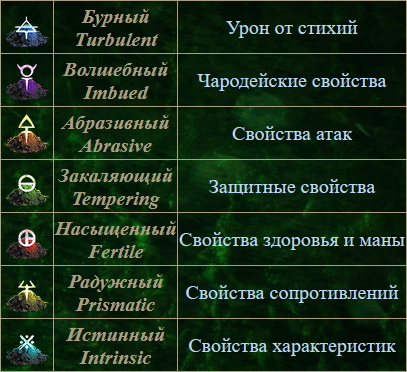 Бурный
Turbulent
Урон от стихий
Волшебный
Imbued
Чародейские свойства
Абразивный
Abrasive
Свойства атак
Закаляющий
Tempering
Защитные свойства
Насыщенный
Fertile
Свойства здоровья и маны
Радужный
Prismatic
Свойства сопротивлений
Истинный
Intrinsic
Свойства характеристик